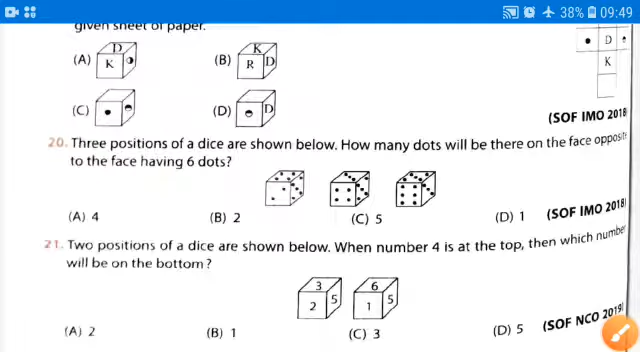 38% 09:49
given sheet of paper.
(A) D K (B) K R D
D
K
(C) (D) D
(SOF IMO 2018
20. Three positions of a dice are shown below. How many dots will be there on the face opposite
to the face having 6 dots?
(A) 4 (B) 2 (C) 5 (D) 1 (SOF IMO 2018)
21. Two positions of a dice are shown below. When number 4 is at the top, then which number
will be on the bottom?
3 2 5 6 1 5
(A) 2 (B) 1 (C) 3 (D) 5 (SOF NCO 2019)